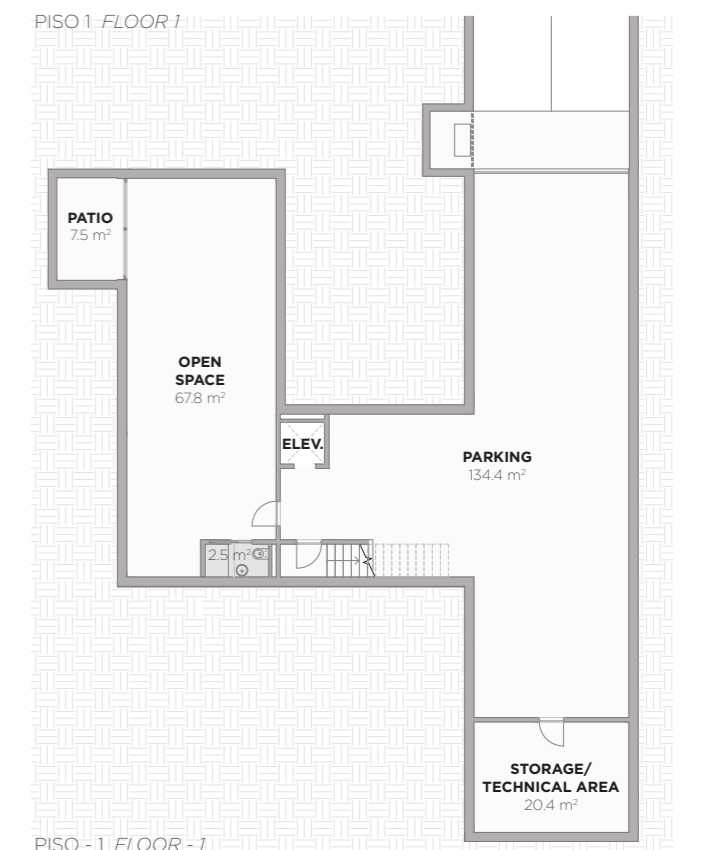 PISO 1 FLOOR 1
PATIO
7.5 m²
OPEN
SPACE
67.8 m²
ELEV.
PARKING
134.4 m²
2.5 m²
STORAGE/
TECHNICAL AREA
20.4 m²
PISO - 1 FLOOR - 1